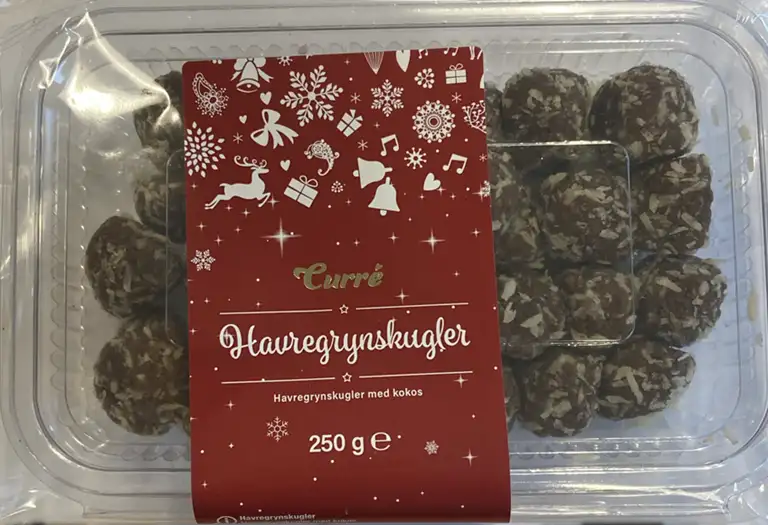 Curré
Havregrynskugler
Havregrynskugler med kokos
250 g ℮
Havregrynskugler